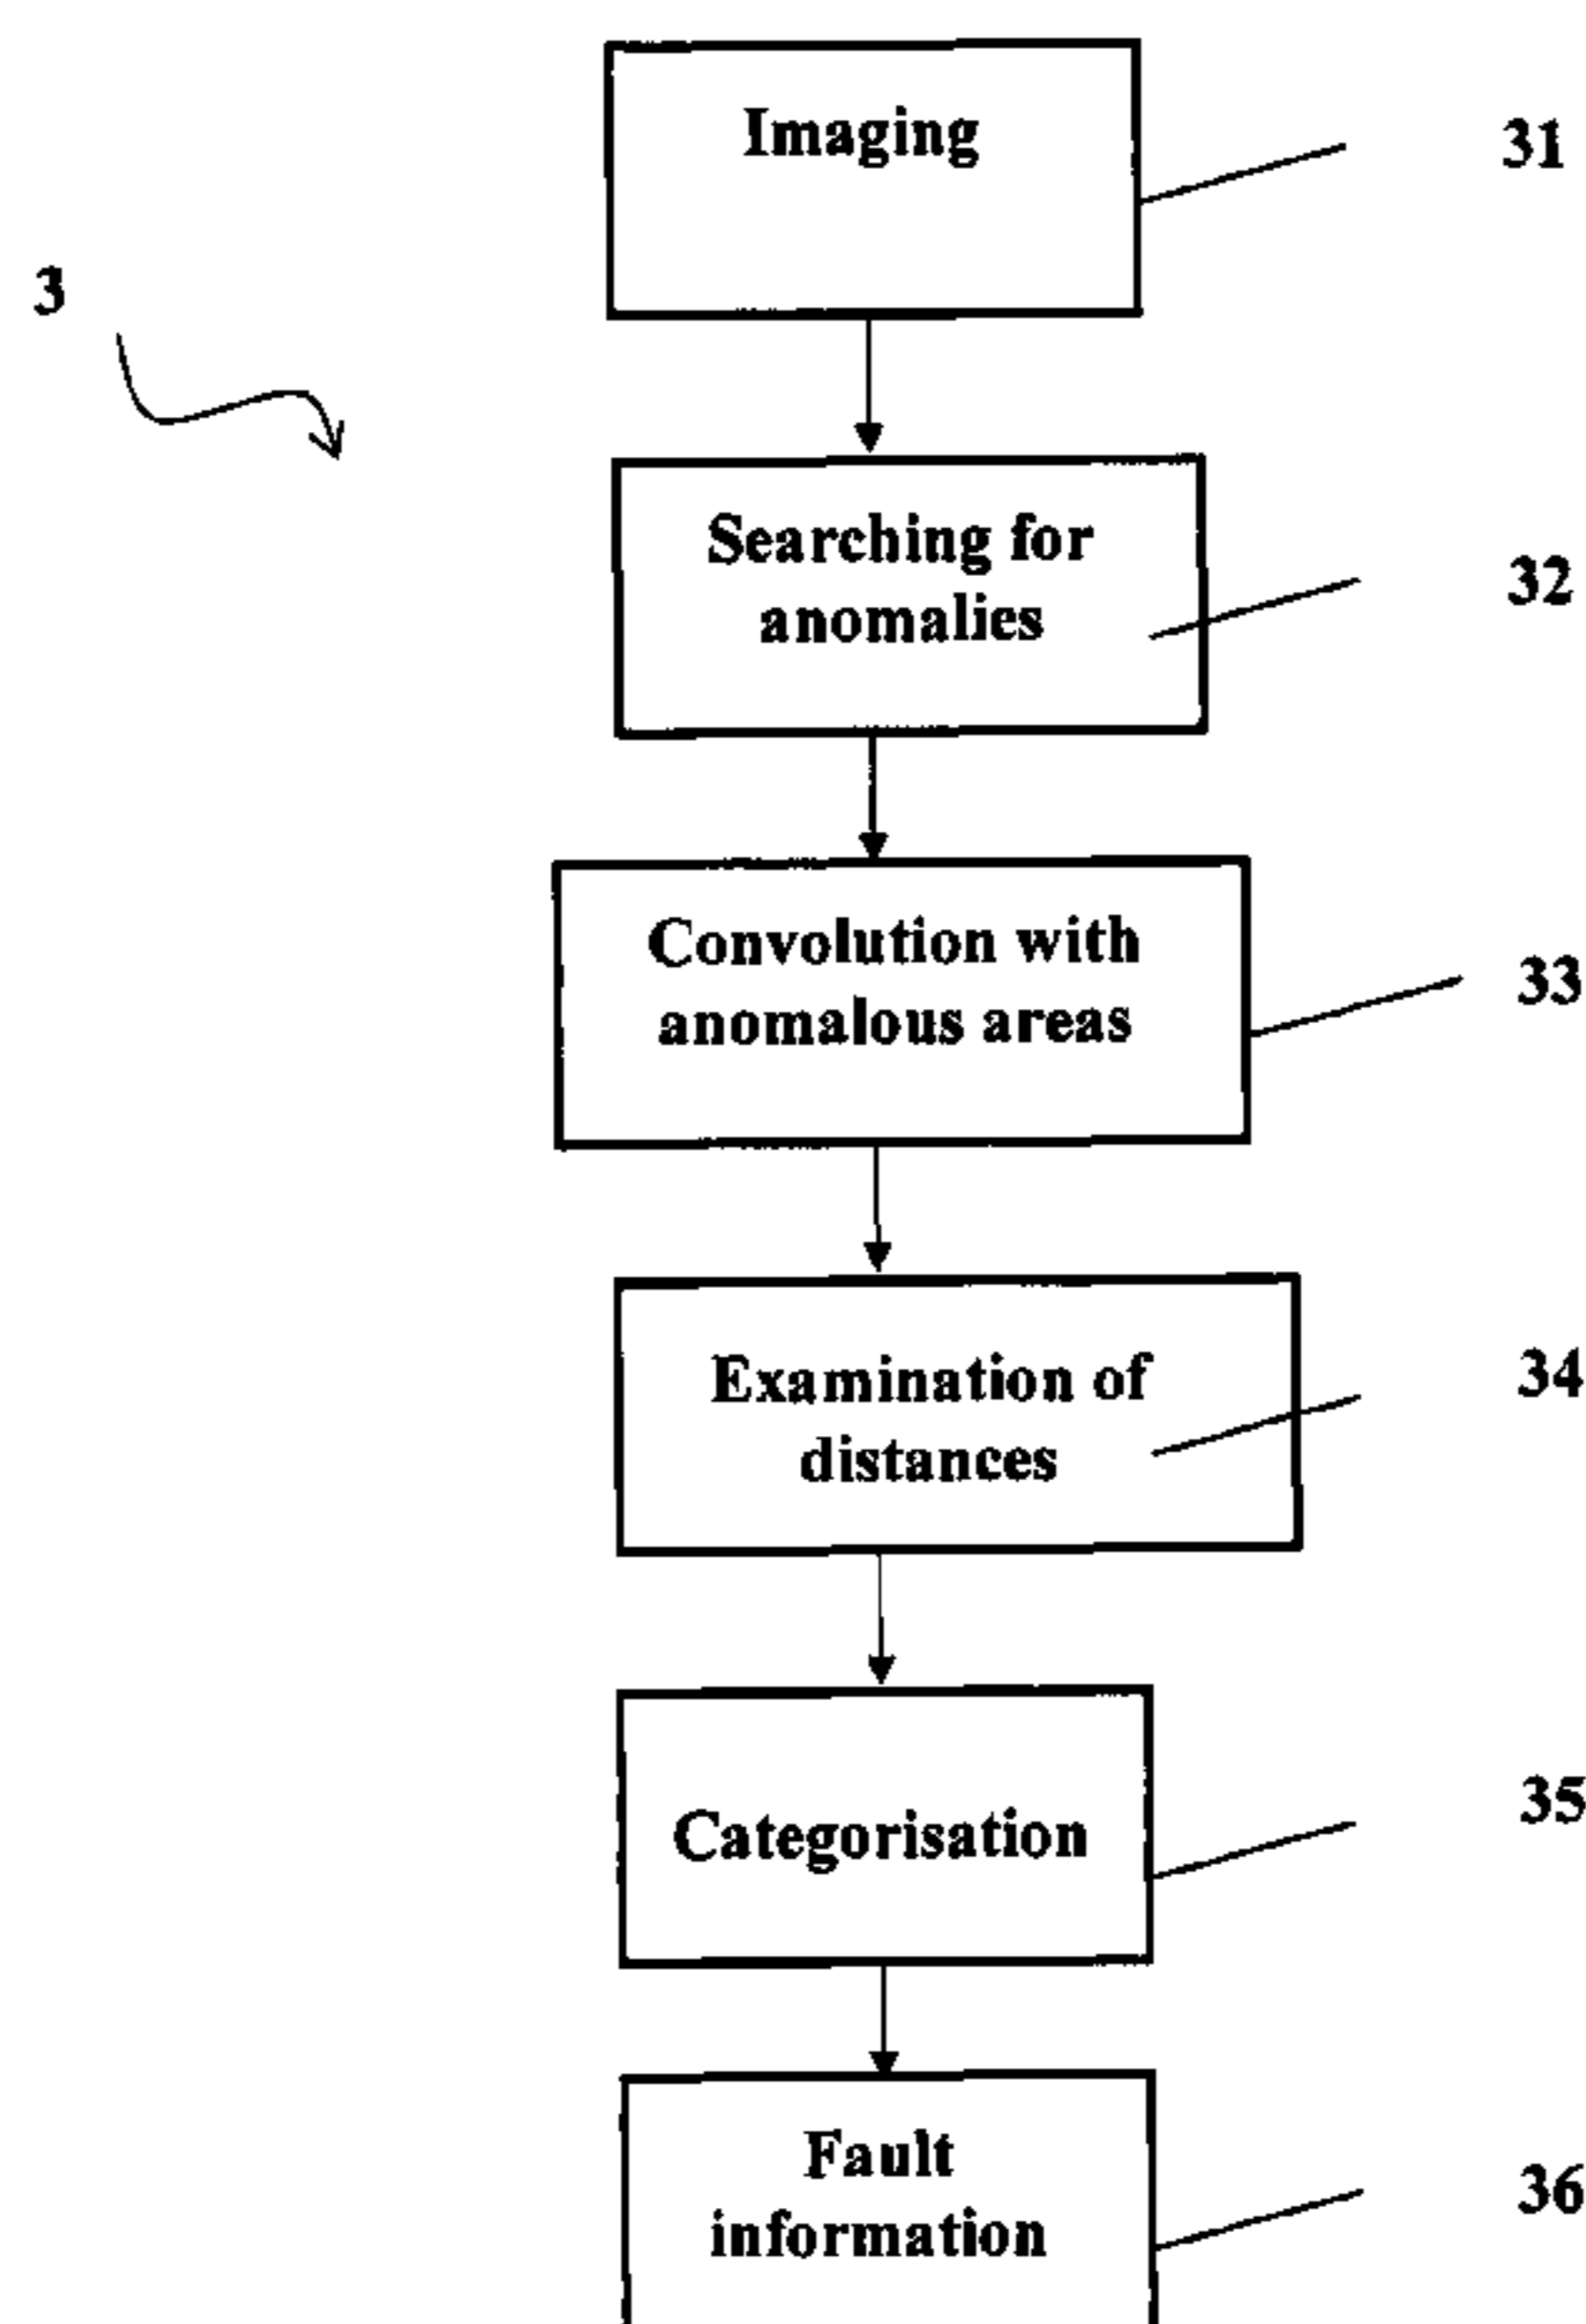 Imaging
31
3
Searching for
anomalies
32
Convolution with
anomalous areas
33
Examination of
distances
34
Categorisation
35
Fault
information
36